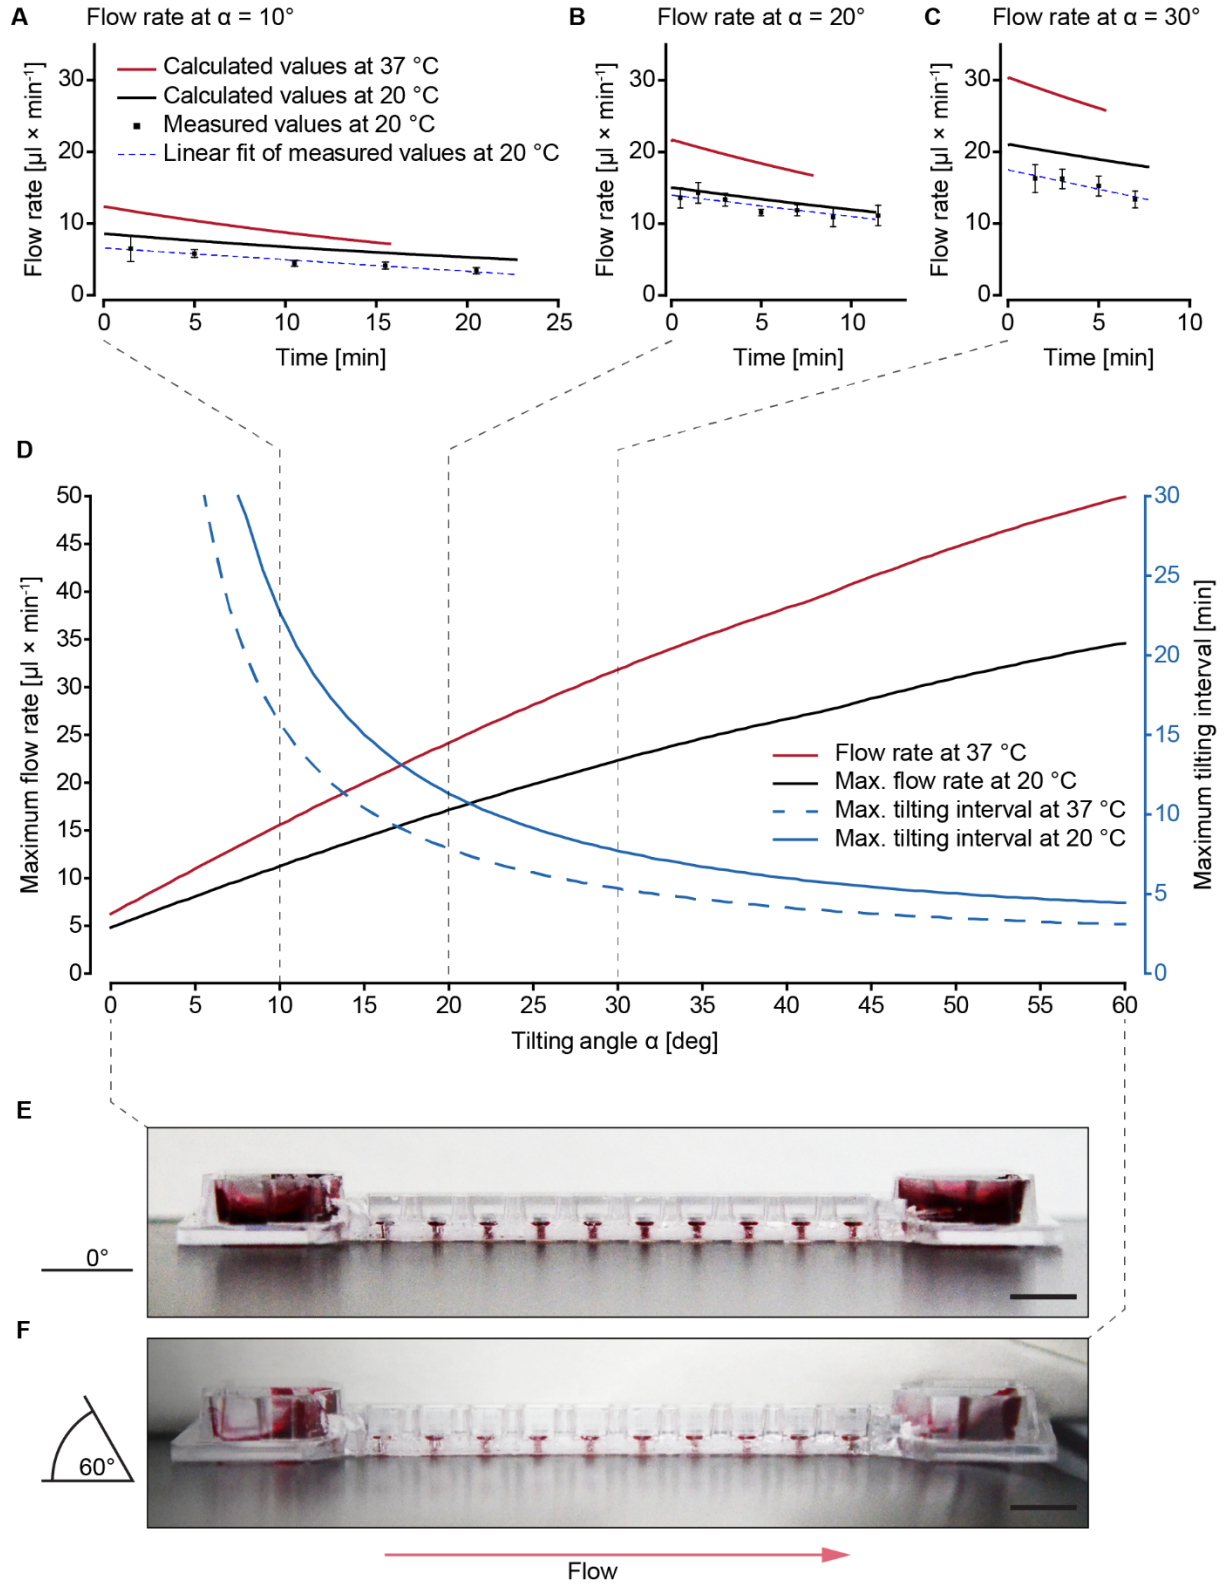 A Flow rate at α = 10°
Flow rate [µl × min⁻¹]
30
20
10
0
Calculated values at 37 °C
Calculated values at 20 °C
Measured values at 20 °C
Linear fit of measured values at 20 °C
0 5 10 15 20 25
Time [min]
B Flow rate at α = 20°
Flow rate [µl × min⁻¹]
30
20
10
0
0 5 10
Time [min]
C Flow rate at α = 30°
Flow rate [µl × min⁻¹]
30
20
10
0
0 5 10
Time [min]
D
Maximum flow rate [µl × min⁻¹]
50
45
40
35
30
25
20
15
10
5
0
Flow rate at 37 °C
Max. flow rate at 20 °C
Max. tilting interval at 37 °C
Max. tilting interval at 20 °C
30
25
20
15
10
5
0
Maximum tilting interval [min]
0 5 10 15 20 25 30 35 40 45 50 55 60
Tilting angle α [deg]
E
0°
F
60°
Flow